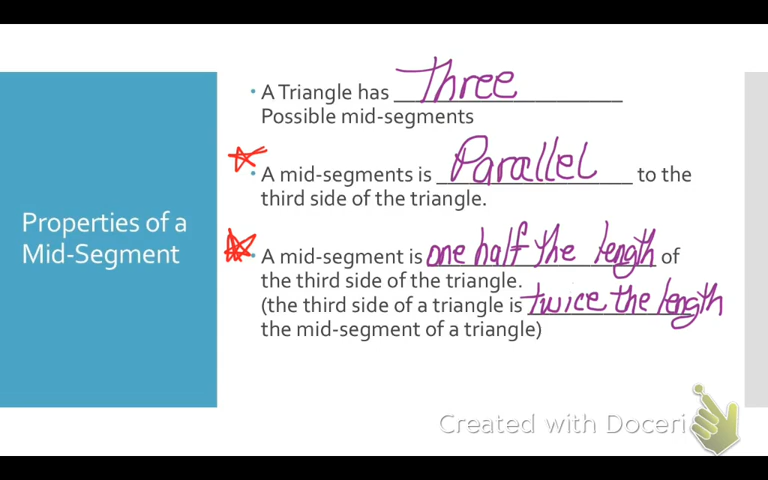 Properties of a
Mid-Segment
• A Triangle has Three
Possible mid-segments
• A mid-segments is Parallel to the
third side of the triangle.
• A mid-segment is one half the length of
the third side of the triangle.
(the third side of a triangle is twice the length
the mid-segment of a triangle)
Created with Doceri